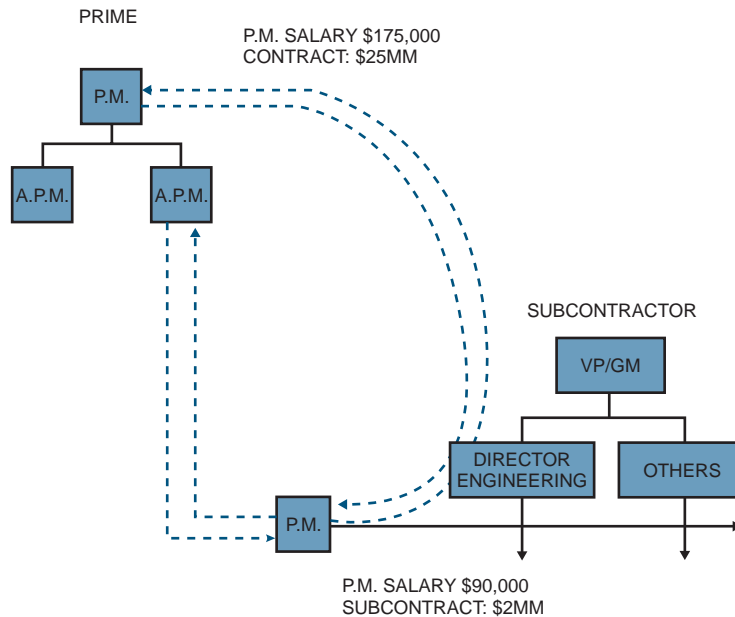 PRIME
P.M. SALARY $175,000
CONTRACT: $25MM
P.M.
A.P.M.
A.P.M.
SUBCONTRACTOR
VP/GM
DIRECTOR
ENGINEERING
OTHERS
P.M.
P.M. SALARY $90,000
SUBCONTRACT: $2MM